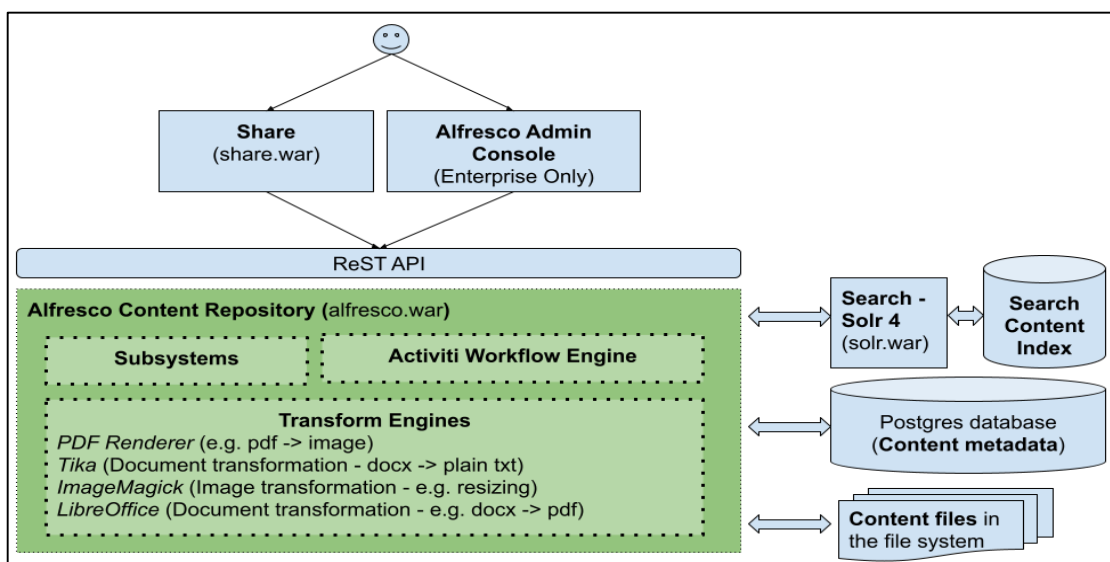 Share
(share.war)
Alfresco Admin
Console
(Enterprise Only)
ReST API
Alfresco Content Repository (alfresco.war)
Subsystems
Activiti Workflow Engine
Transform Engines
PDF Renderer (e.g. pdf -> image)
Tika (Document transformation - docx -> plain txt)
ImageMagick (Image transformation - e.g. resizing)
LibreOffice (Document transformation - e.g. docx -> pdf)
Search -
Solr 4
(solr.war)
Search
Content
Index
Postgres database
(Content metadata)
Content files in
the file system